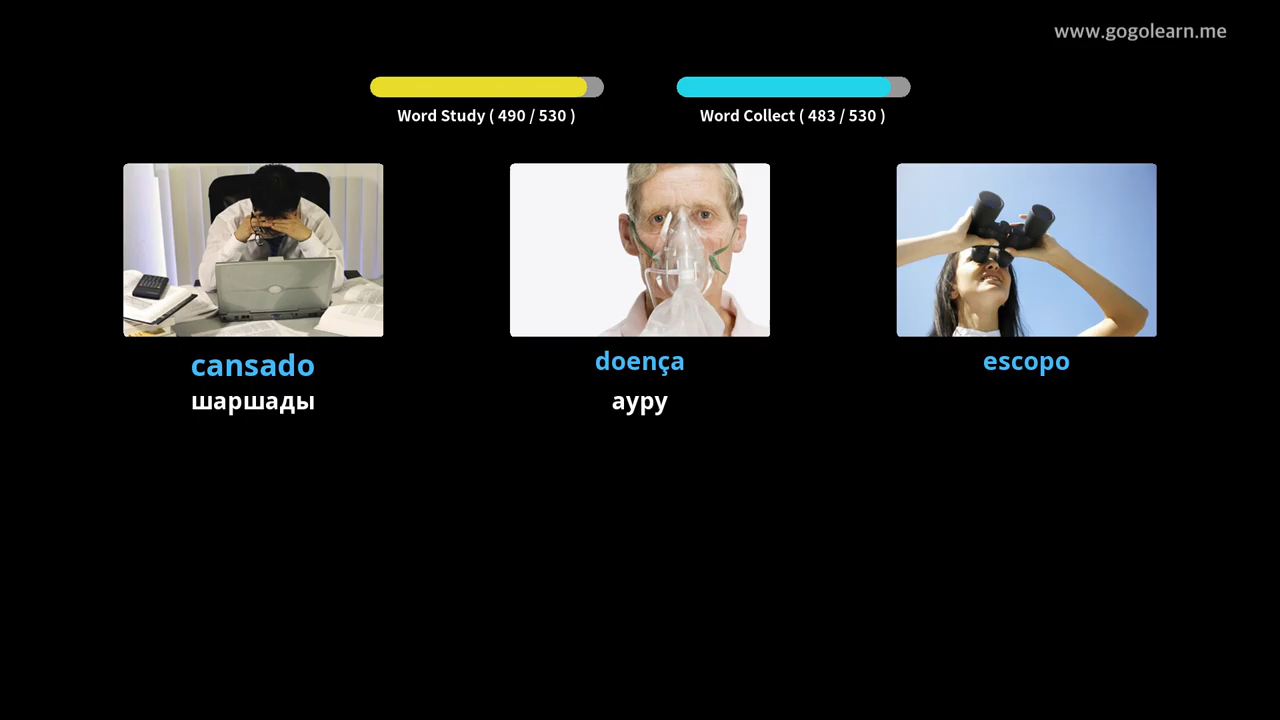 www.gogolearn.me
Word Study ( 490 / 530 )
Word Collect ( 483 / 530 )
cansado
doença
escopo
шаршады
ауру